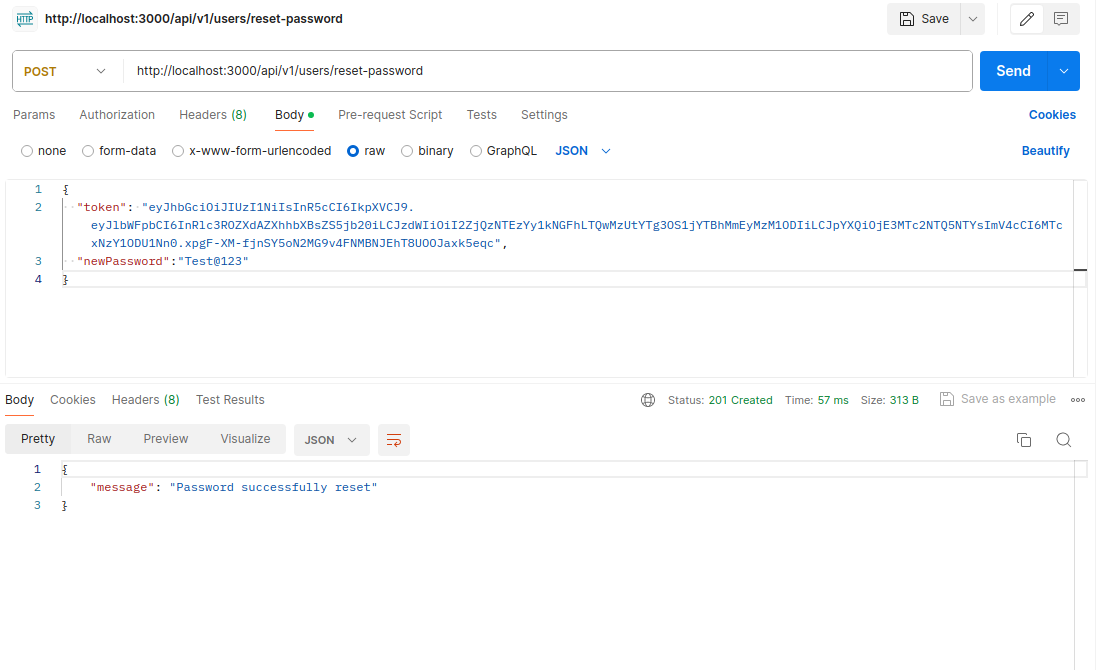 HTTP http://localhost:3000/api/v1/users/reset-password Save
POST http://localhost:3000/api/v1/users/reset-password Send
Params Authorization Headers (8) Body Pre-request Script Tests Settings Cookies
none form-data x-www-form-urlencoded raw binary GraphQL JSON Beautify
1 {
2 "token": "eyJhbGciOiJIUzI1NiIsInR5cCI6IkpXVCJ9.
eyJlbWFpbCI6InRlc3ROZXdAZXhhbXBsZS5jb20iLCJzdWIiOiI2ZjQzNTEzYy1kNGFhLTQwMzUtYTg3OS1jYTBhMmEyMzM1ODIiLCJpYXQiOjE3MTc2NTQ5NTYsImV4cCI6MTc
xNzY1ODU1Nn0.xpgF-XM-fjnSY5oN2MG9v4FNMBNJEhT8UOOJaxk5eqc",
3 "newPassword":"Test@123"
4 }
Body Cookies Headers (8) Test Results Status: 201 Created Time: 57 ms Size: 313 B Save as example
Pretty Raw Preview Visualize JSON
1 {
2 "message": "Password successfully reset"
3 }